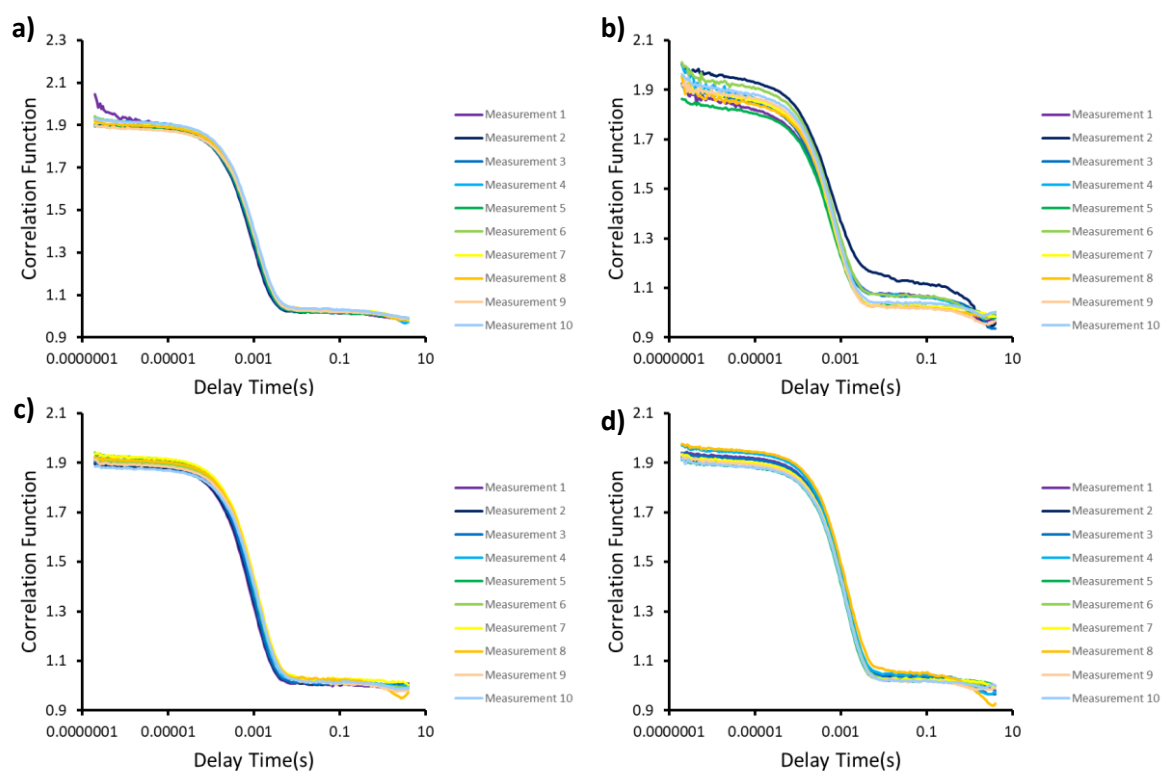 a)
2.3
2.1
1.9
1.7
1.5
1.3
1.1
0.9
0.0000001 0.00001 0.001 0.1 10
Correlation Function
Delay Time(s)
Measurement 1
Measurement 2
Measurement 3
Measurement 4
Measurement 5
Measurement 6
Measurement 7
Measurement 8
Measurement 9
Measurement 10
b)
2.1
1.9
1.7
1.5
1.3
1.1
0.9
0.0000001 0.00001 0.001 0.1 10
Correlation Function
Delay Time(s)
Measurement 1
Measurement 2
Measurement 3
Measurement 4
Measurement 5
Measurement 6
Measurement 7
Measurement 8
Measurement 9
Measurement 10
c)
2.1
1.9
1.7
1.5
1.3
1.1
0.9
0.0000001 0.00001 0.001 0.1 10
Correlation Function
Delay Time(s)
Measurement 1
Measurement 2
Measurement 3
Measurement 4
Measurement 5
Measurement 6
Measurement 7
Measurement 8
Measurement 9
Measurement 10
d)
2.1
1.9
1.7
1.5
1.3
1.1
0.9
0.0000001 0.00001 0.001 0.1 10
Correlation Function
Delay Time(s)
Measurement 1
Measurement 2
Measurement 3
Measurement 4
Measurement 5
Measurement 6
Measurement 7
Measurement 8
Measurement 9
Measurement 10